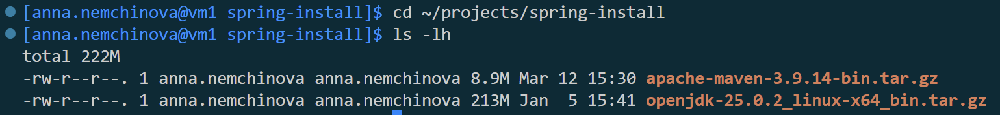 [anna.nemchinova@vm1 spring-install]$ cd ~/projects/spring-install
[anna.nemchinova@vm1 spring-install]$ ls -lh
total 222M
-rw-r--r--. 1 anna.nemchinova anna.nemchinova 8.9M Mar 12 15:30 apache-maven-3.9.14-bin.tar.gz
-rw-r--r--. 1 anna.nemchinova anna.nemchinova 213M Jan  5 15:41 openjdk-25.0.2_linux-x64_bin.tar.gz